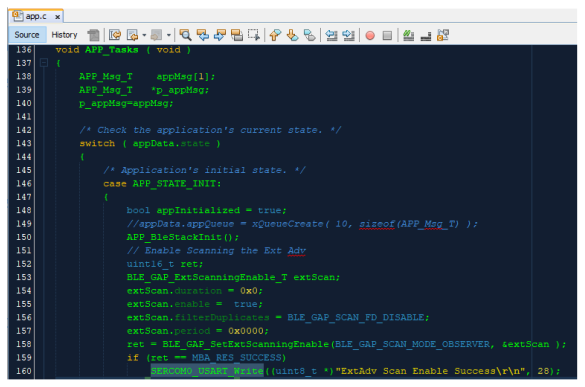 app.c x
Source History
136 void APP_Tasks ( void )
137 {
138 APP_Msg_T appMsg[1];
139 APP_Msg_T *p_appMsg;
140 p_appMsg=appMsg;
141
142 /* Check the application's current state. */
143 switch ( appData.state )
144 {
145 /* Application's initial state. */
146 case APP_STATE_INIT:
147 {
148 bool appInitialized = true;
149 //appData.appQueue = xQueueCreate( 10, sizeof(APP_Msg_T) );
150 APP_BleStackInit();
151 // Enable Scanning the Ext Adv
152 uint16_t ret;
153 BLE_GAP_ExtScanningEnable_T extScan;
154 extScan.duration = 0x0;
155 extScan.enable = true;
156 extScan.filterDuplicates = BLE_GAP_SCAN_FD_DISABLE;
157 extScan.period = 0x0000;
158 ret = BLE_GAP_SetExtScanningEnable(BLE_GAP_SCAN_MODE_OBSERVER, &extScan );
159 if (ret == MBA_RES_SUCCESS)
160 SERCOM0_USART_Write((uint8_t *)"ExtAdv Scan Enable Success\r\n", 28);